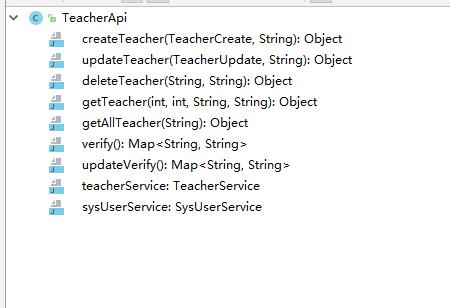 TeacherApi
createTeacher(TeacherCreate, String): Object
updateTeacher(TeacherUpdate, String): Object
deleteTeacher(String, String): Object
getTeacher(int, int, String, String): Object
getAllTeacher(String): Object
verify(): Map<String, String>
updateVerify(): Map<String, String>
teacherService: TeacherService
sysUserService: SysUserService